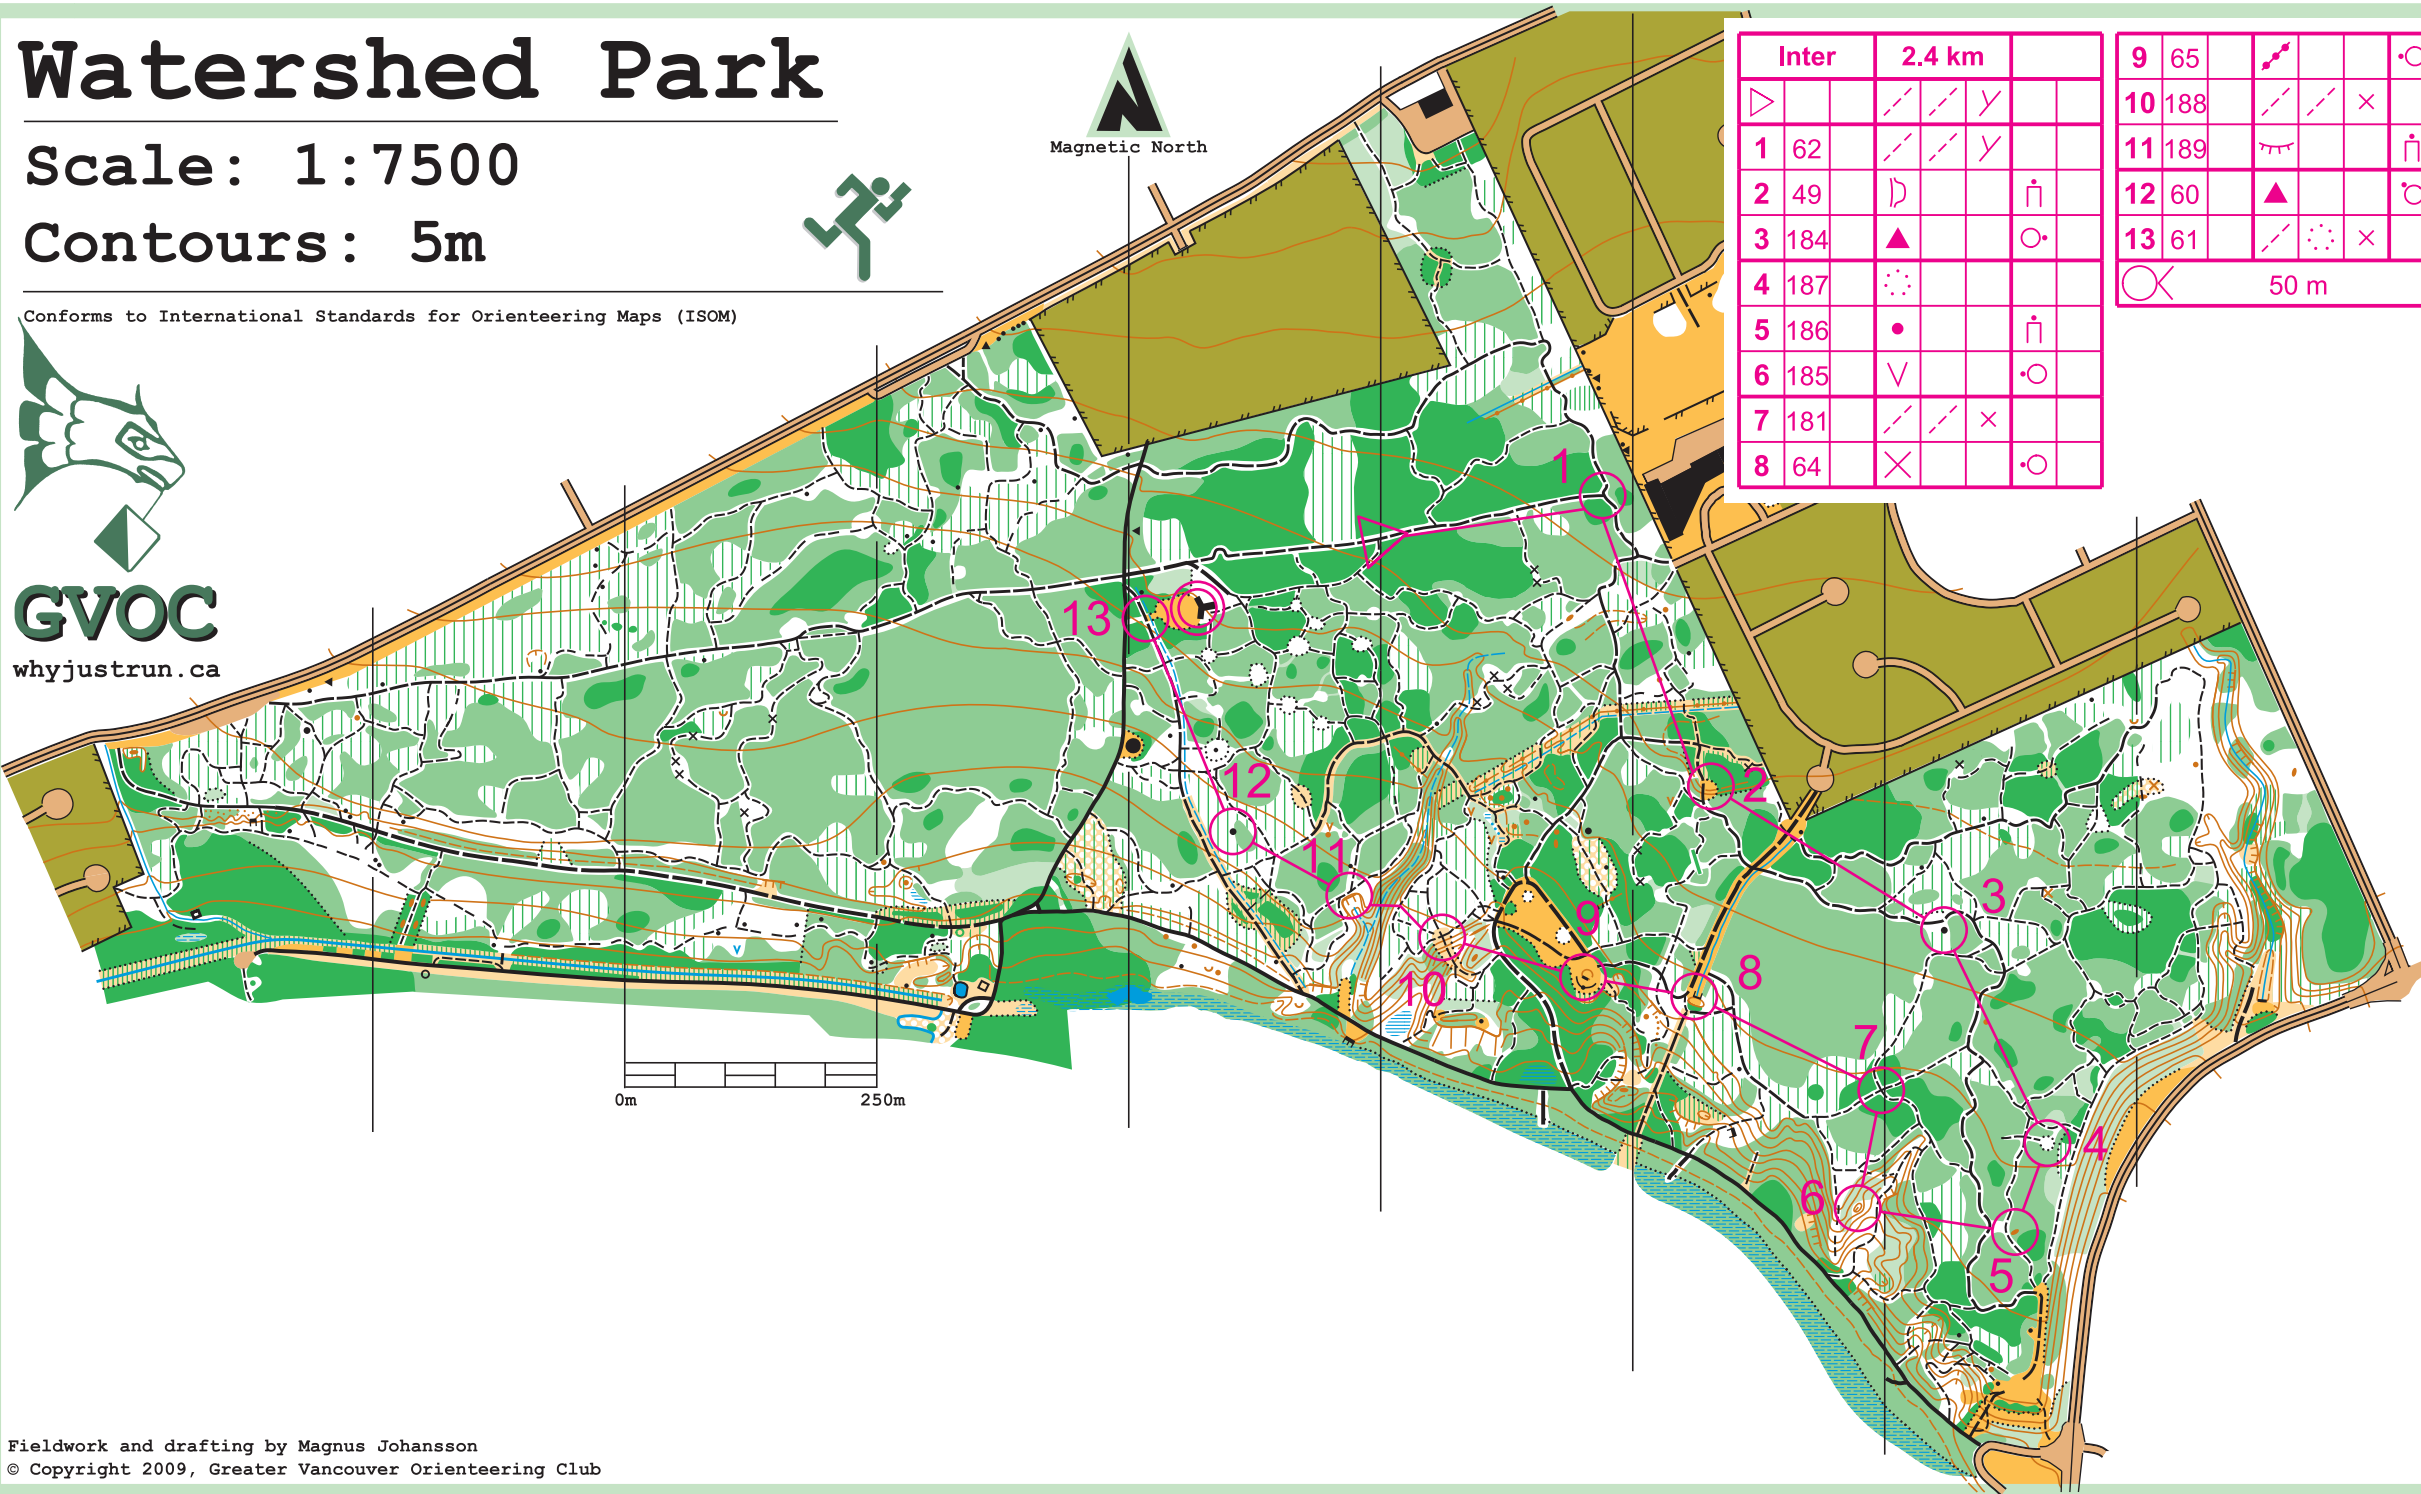 Watershed Park
Scale: 1:7500
Contours: 5m
Conforms to International Standards for Orienteering Maps (ISOM)
GVOC
whyjustrun.ca
Magnetic North
Inter 2.4 km
1 62
2 49
3 184
4 187
5 186
6 185
7 181
8 64
9 65
10 188
11 189
12 60
13 61
50 m
1
13
2
12
11
3
9
8
10
7
4
6
5
0m 250m
Fieldwork and drafting by Magnus Johansson
© Copyright 2009, Greater Vancouver Orienteering Club